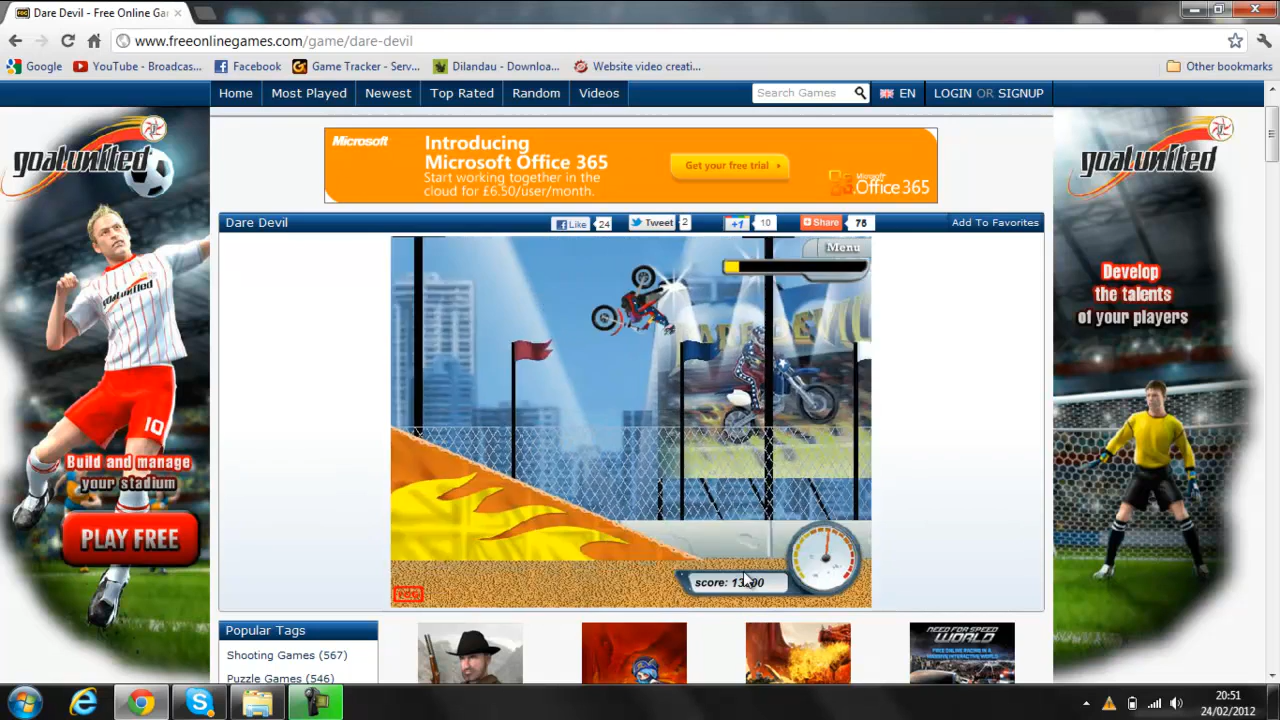 Dare Devil - Free Online Gar
www.freeonlinegames.com/game/dare-devil
Google
YouTube - Broadcas...
Facebook
Game Tracker - Serv...
Dilandau - Downloa...
Website video creati...
Other bookmarks
Home
Most Played
Newest
Top Rated
Random
Videos
Search Games
EN
LOGIN OR SIGNUP
goalunited
Microsoft
Introducing
Microsoft Office 365
Start working together in the
cloud for £6.50/user/month.
Get your free trial
Office 365
goalunited
Dare Devil
Like 24
Tweet 2
+1 10
Share 75
Add To Favorites
Menu
Develop
the talents
of your players
10
Build and manage
your stadium
PLAY FREE
score:
Popular Tags
Shooting Games (567)
Puzzle Games (546)
NEED FOR SPEED
WORLD
20:51
24/02/2012